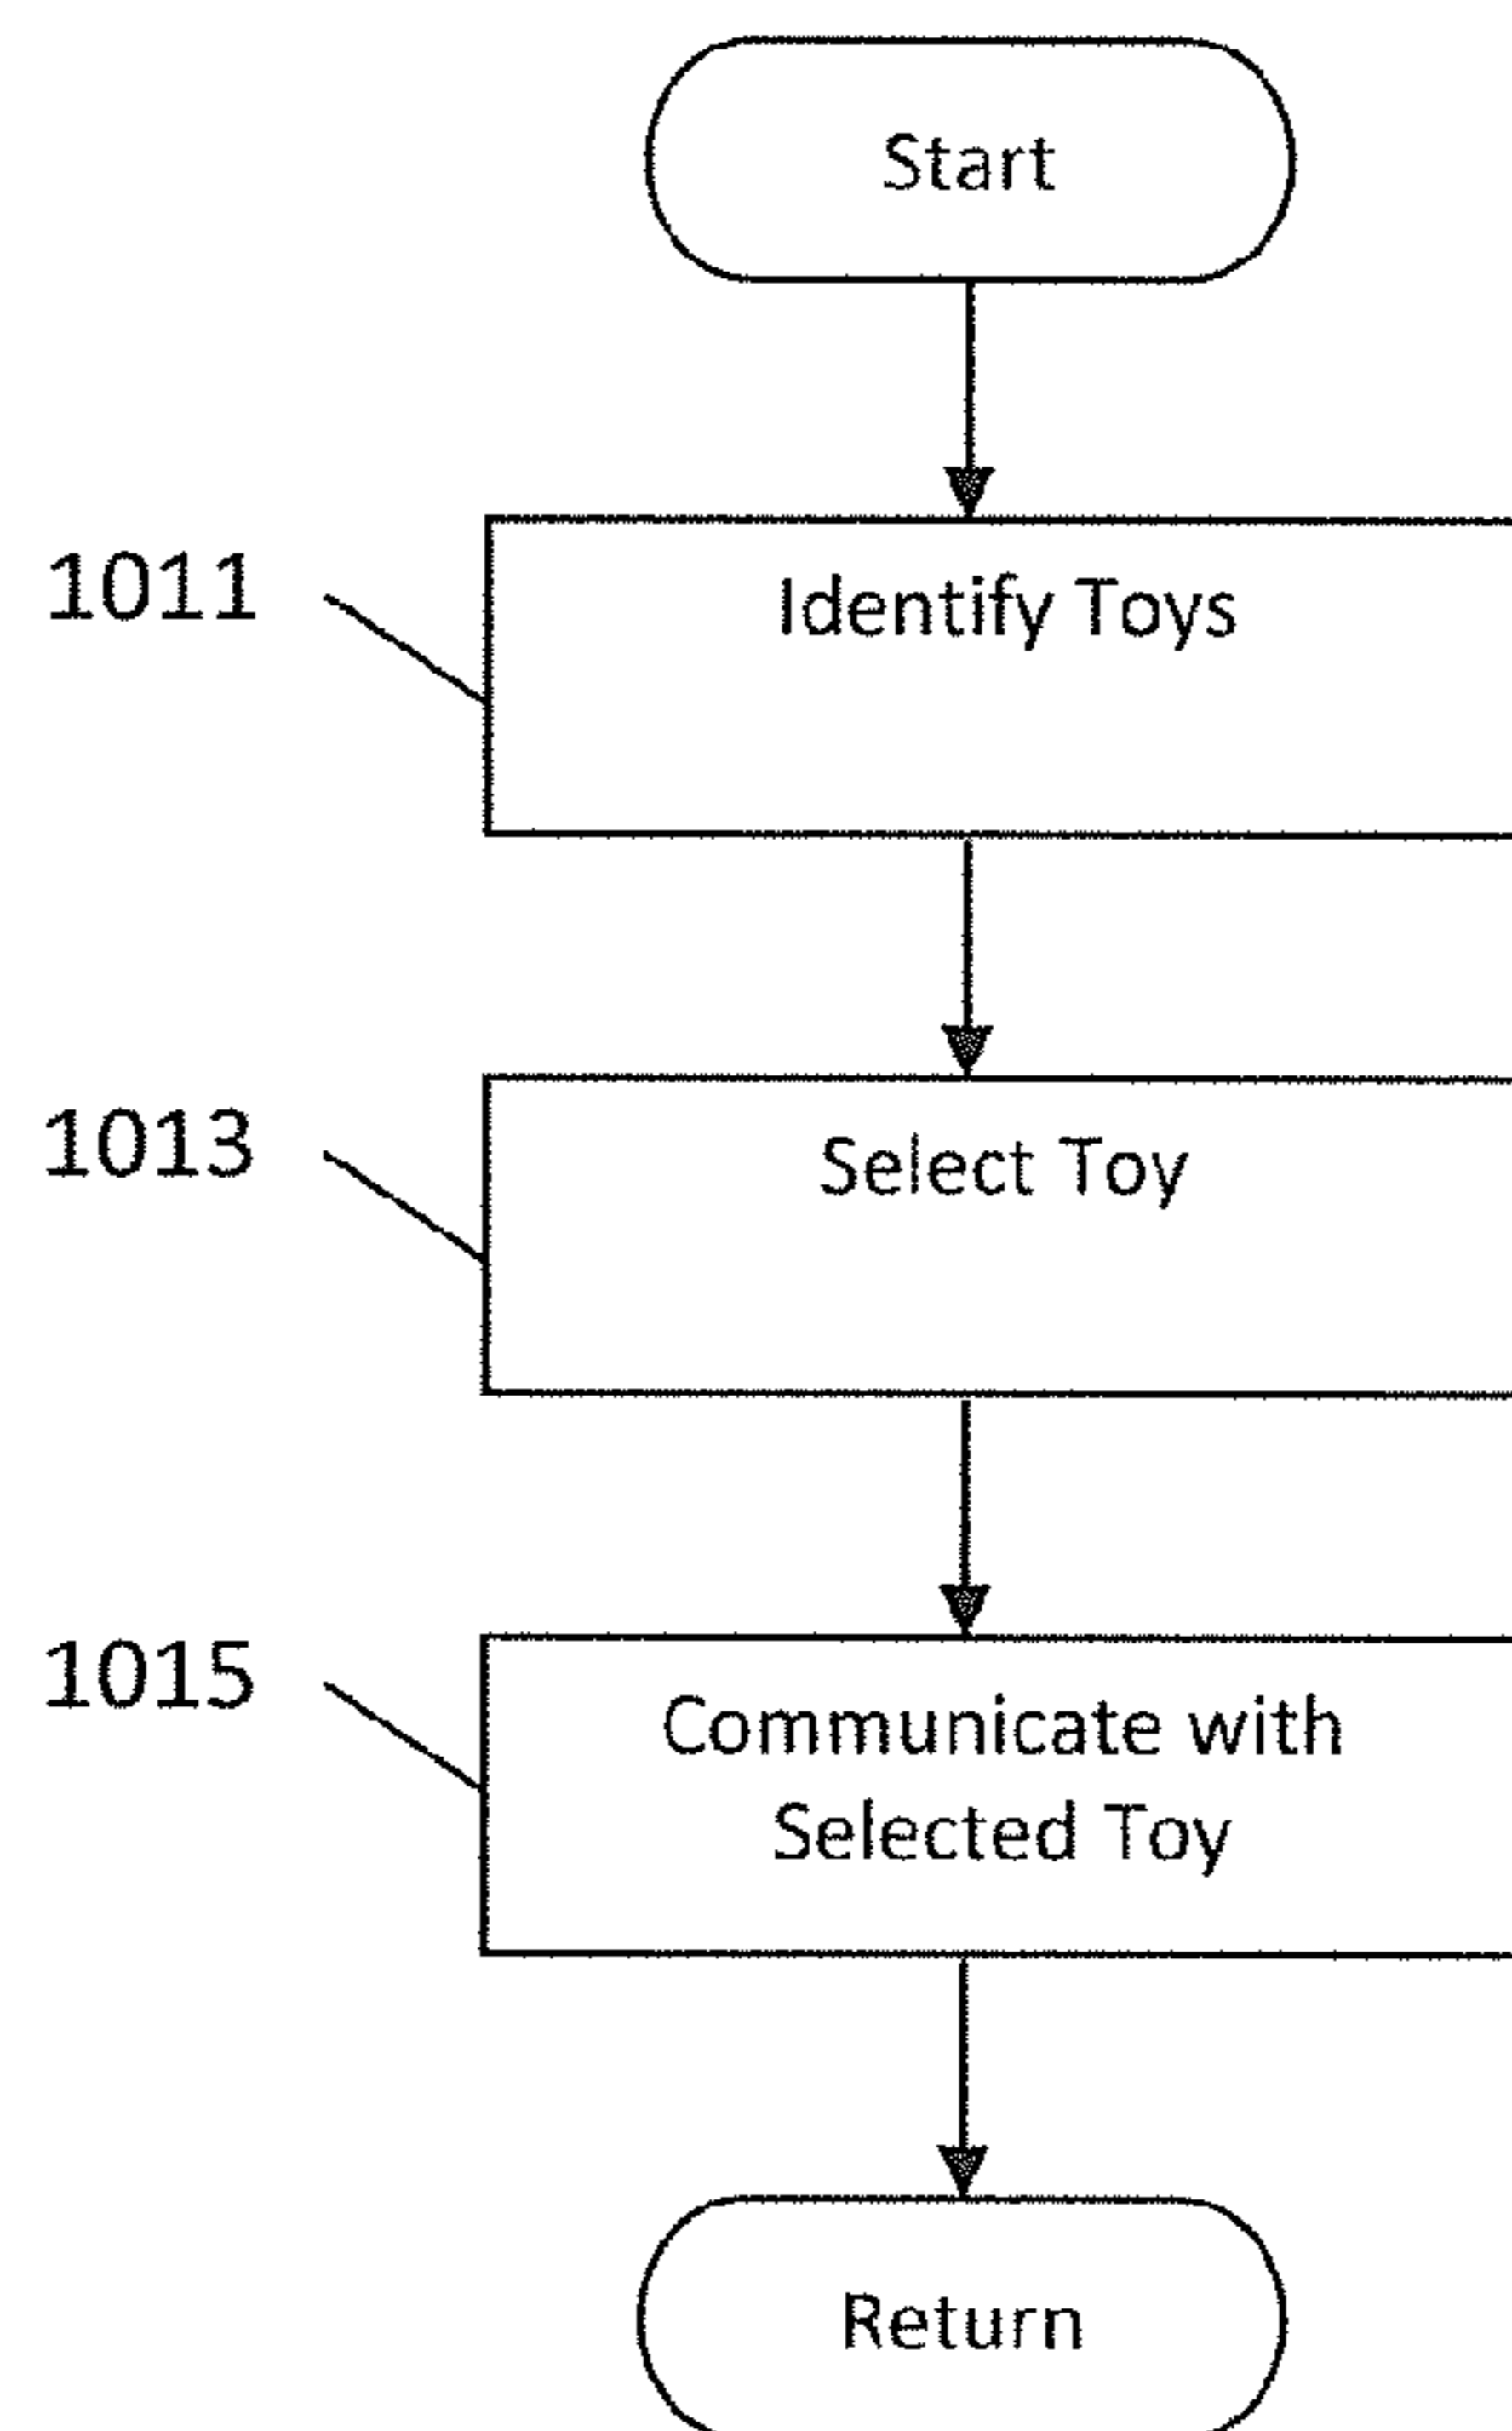 Start
1011
Identify Toys
1013
Select Toy
1015
Communicate with
Selected Toy
Return